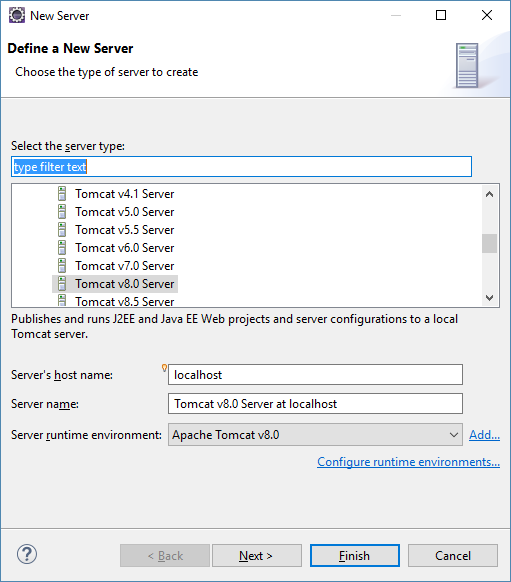 New Server
Define a New Server
Choose the type of server to create
Select the server type:
type filter text
Tomcat v4.1 Server
Tomcat v5.0 Server
Tomcat v5.5 Server
Tomcat v6.0 Server
Tomcat v7.0 Server
Tomcat v8.0 Server
Tomcat v8.5 Server
Publishes and runs J2EE and Java EE Web projects and server configurations to a local
Tomcat server.
Server's host name: localhost
Server name: Tomcat v8.0 Server at localhost
Server runtime environment: Apache Tomcat v8.0 Add...
Configure runtime environments...
? < Back Next > Finish Cancel